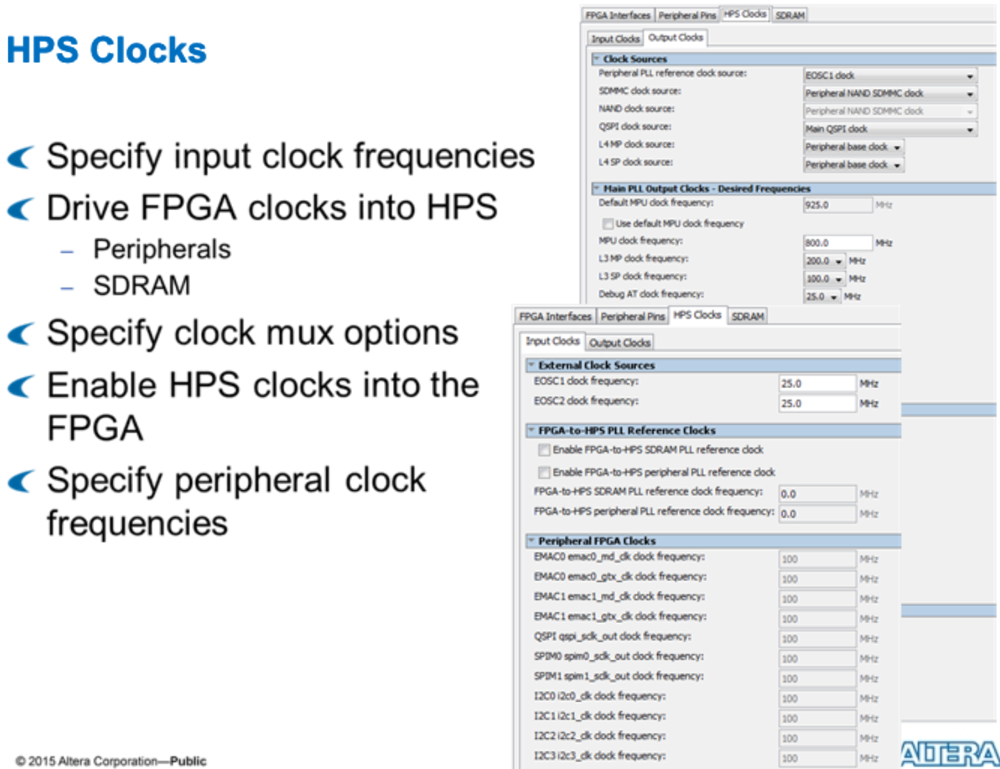 HPS Clocks
Specify input clock frequencies
Drive FPGA clocks into HPS
– Peripherals
– SDRAM
Specify clock mux options
Enable HPS clocks into the
FPGA
Specify peripheral clock
frequencies
FPGA Interfaces Peripheral Pins HPS Clocks SDRAM
Input Clocks Output Clocks
Clock Sources
Peripheral PLL reference clock source: EOSC1 clock
SDMMC clock source: Peripheral NAND SDMMC clock
NAND clock source: Peripheral NAND SDMMC clock
QSPI clock source: Main QSPI clock
L4 MP clock source: Peripheral base clock
L4 SP clock source: Peripheral base clock
Main PLL Output Clocks - Desired Frequencies
Default MPU clock frequency: 925.0 MHz
Use default MPU clock frequency
MPU clock frequency: 800.0 MHz
L3 MP clock frequency: 200.0 MHz
L3 SP clock frequency: 100.0 MHz
Debug AT clock frequency: 25.0 MHz
FPGA Interfaces Peripheral Pins HPS Clocks SDRAM
Input Clocks Output Clocks
External Clock Sources
EOSC1 clock frequency: 25.0 MHz
EOSC2 clock frequency: 25.0 MHz
FPGA-to-HPS PLL Reference Clocks
Enable FPGA-to-HPS SDRAM PLL reference clock
Enable FPGA-to-HPS peripheral PLL reference clock
FPGA-to-HPS SDRAM PLL reference clock frequency: 0.0 MHz
FPGA-to-HPS peripheral PLL reference clock frequency: 0.0 MHz
Peripheral FPGA Clocks
EMAC0 emac0_md_clk clock frequency: 100 MHz
EMAC0 emac0_gtx_clk clock frequency: 100 MHz
EMAC1 emac1_md_clk clock frequency: 100 MHz
EMAC1 emac1_gtx_clk clock frequency: 100 MHz
QSPI qspi_sclk_out clock frequency: 100 MHz
SPIM0 spim0_sclk_out clock frequency: 100 MHz
SPIM1 spim1_sclk_out clock frequency: 100 MHz
I2C0 i2c0_clk clock frequency: 100 MHz
I2C1 i2c1_clk clock frequency: 100 MHz
I2C2 i2c2_clk clock frequency: 100 MHz
I2C3 i2c3_clk clock frequency: 100 MHz
© 2015 Altera Corporation—Public
ALTERA